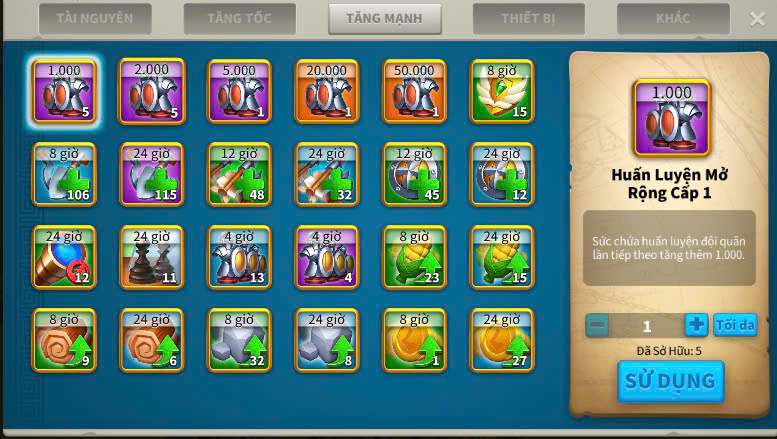 TÀI NGUYÊN
TĂNG TỐC
TĂNG MẠNH
THIẾT BỊ
KHÁC
1.000
5
2.000
5
5.000
1
20.000
1
50.000
1
8 giờ
15
8 giờ
106
24 giờ
115
12 giờ
48
24 giờ
32
12 giờ
45
24 giờ
12
24 giờ
12
24 giờ
11
4 giờ
13
4 giờ
4
8 giờ
23
24 giờ
15
8 giờ
9
24 giờ
6
8 giờ
32
24 giờ
8
8 giờ
1
24 giờ
27
1.000
Huấn Luyện Mở
Rộng Cấp 1
Sức chứa huấn luyện đội quân
lần tiếp theo tăng thêm 1.000.
1
Tối đa
Đã Sở Hữu: 5
SỬ DỤNG